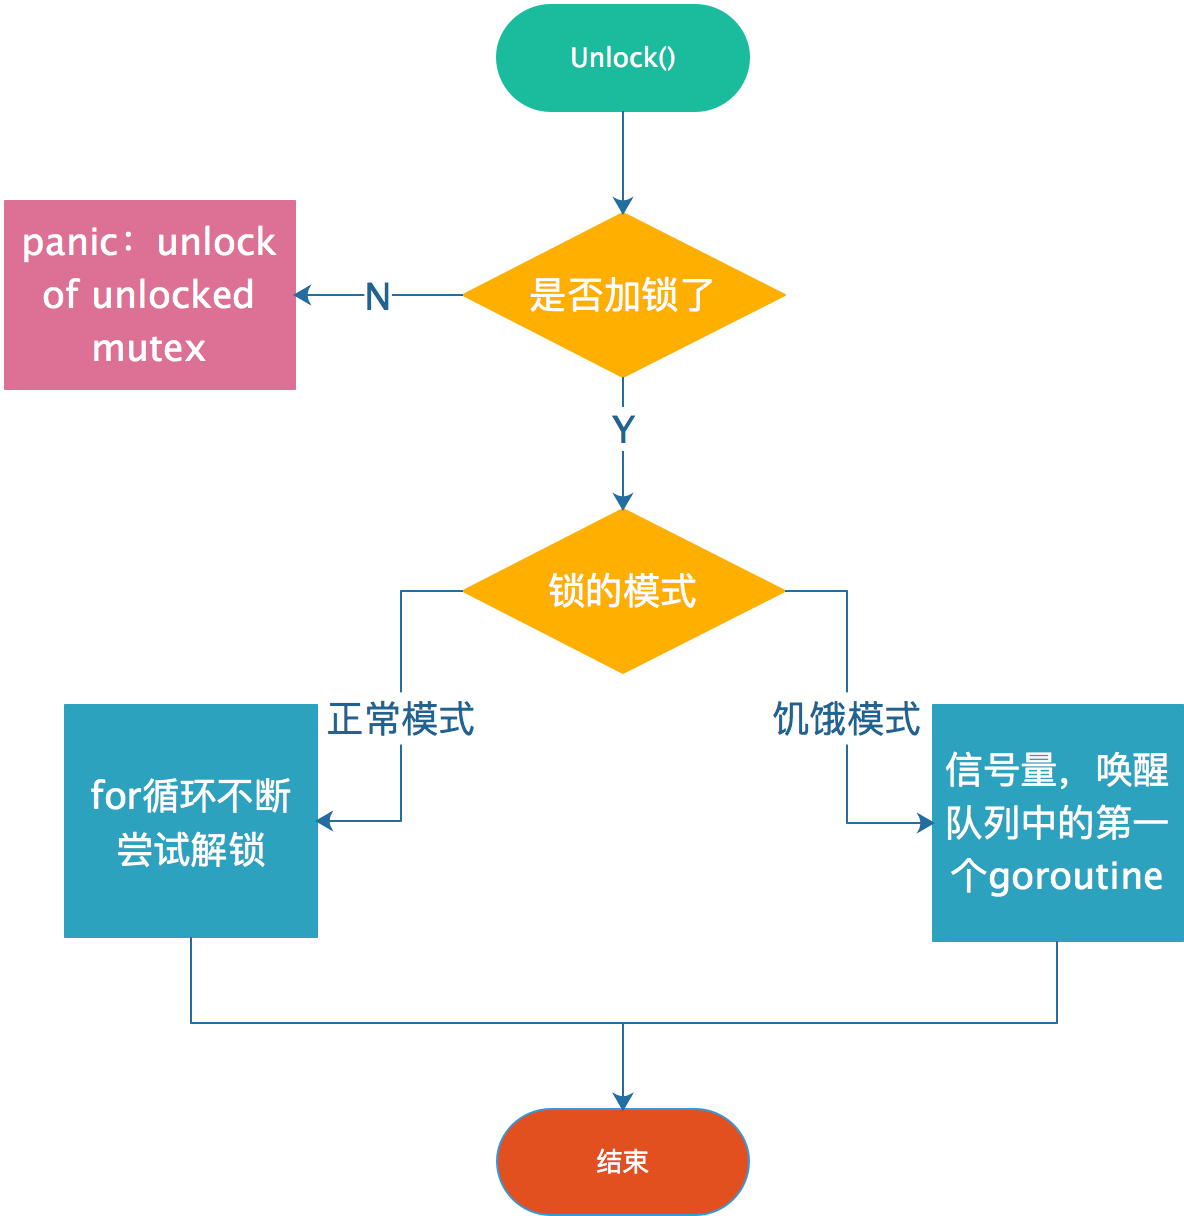 Unlock()
是否加锁了
N
panic：unlock
of unlocked
mutex
Y
锁的模式
正常模式
饥饿模式
for循环不断
尝试解锁
信号量，唤醒
队列中的第一
个goroutine
结束